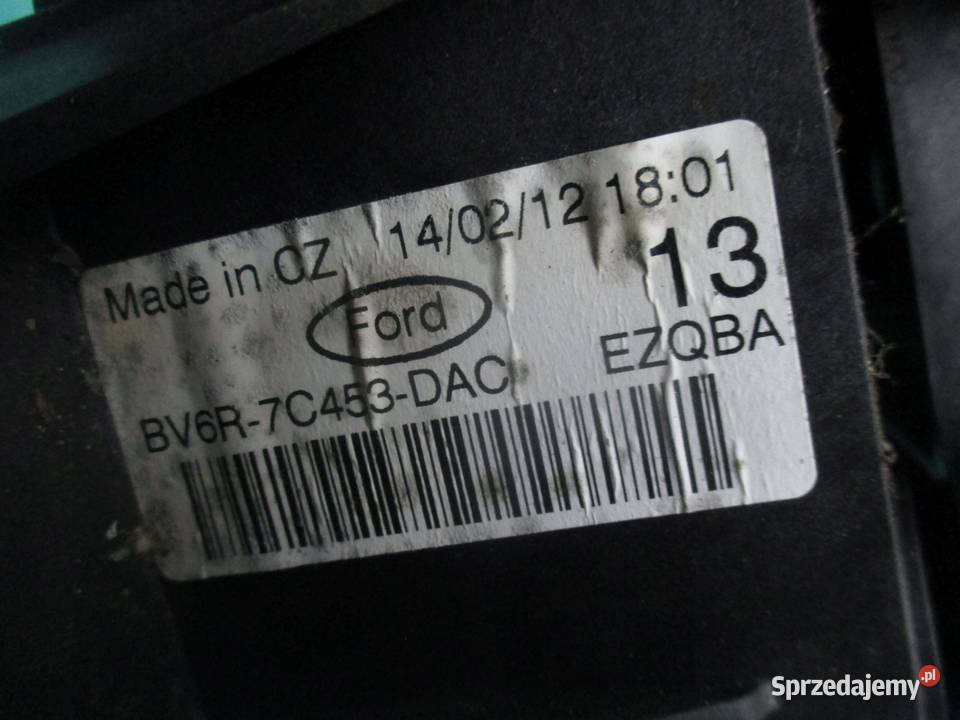 Made in CZ 14/02/12 18:01
Ford 13
BV6R-7C453-DAC EZQBA
Sprzedajemy.pl